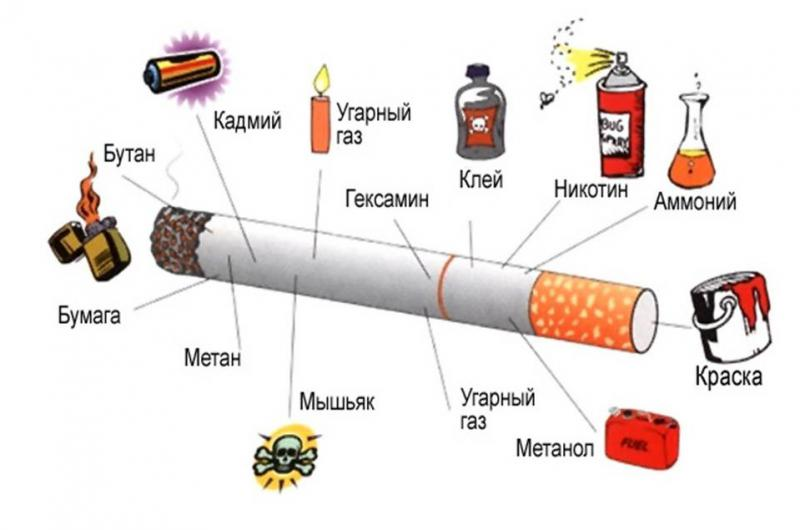 Кадмий
Угарный
газ
Бутан
Клей
Гексамин
BUG
SPRAY
Никотин
Аммоний
Бумага
Метан
Мышьяк
Угарный
газ
Метанол
FUEL
Краска